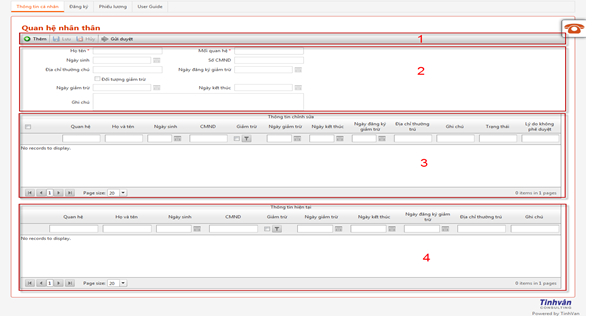 Thông tin cá nhân Đăng ký Phiếu lương User Guide
Quan hệ nhân thân
Thêm Lưu Hủy Gửi duyệt 1
Họ tên * Mối quan hệ *
Ngày sinh Số CMND
2
Địa chỉ thường chú Ngày đăng ký giảm trừ
Đối tượng giảm trừ
Ngày giảm trừ Ngày kết thúc
Ghi chú
Thông tin chỉnh sửa
Quan hệ Họ và tên Ngày sinh CMND Giảm trừ Ngày giảm trừ Ngày kết thúc Ngày đăng ký giảm trừ Địa chỉ thường trú Ghi chú Trạng thái Lý do không phê duyệt
No records to display.
3
1 Page size: 20 0 items in 1 pages
Thông tin hiện tại
Quan hệ Họ và tên Ngày sinh CMND Giảm trừ Ngày giảm trừ Ngày kết thúc Ngày đăng ký giảm trừ Địa chỉ thường trú Ghi chú
No records to display.
4
1 Page size: 20 0 items in 1 pages
Tinhvân
CONSULTING
Powered by TinhVan